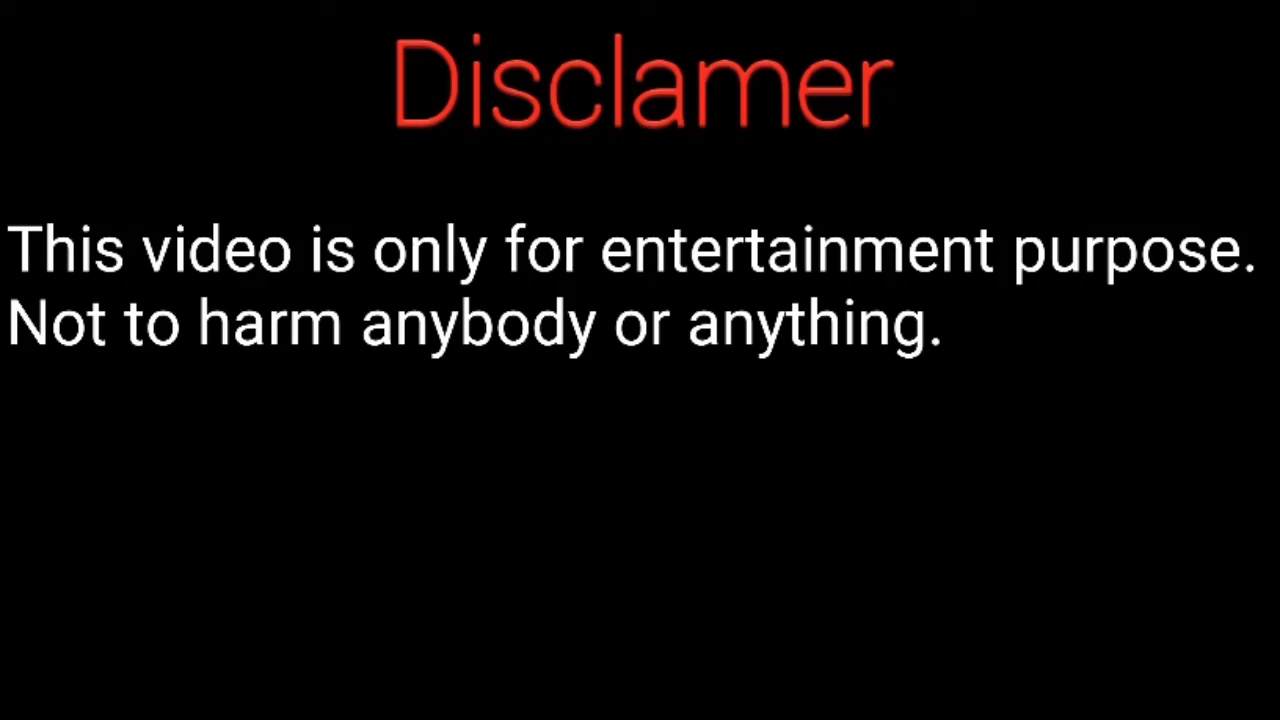 Disclamer
This video is only for entertainment purpose.
Not to harm anybody or anything.